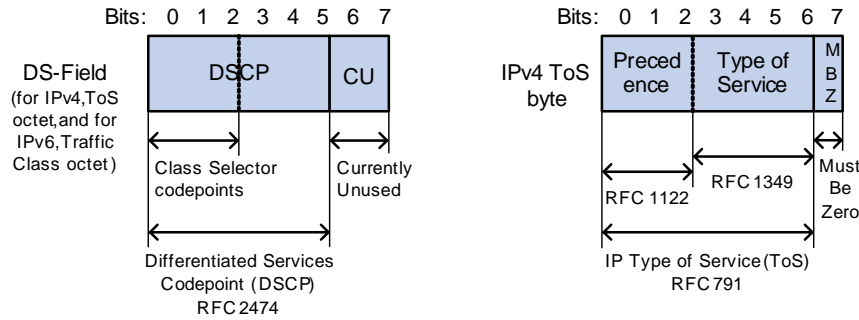 Bits: 0 1 2 3 4 5 6 7
DS-Field
(for IPv4,ToS
octet,and for
IPv6,Traffic
Class octet)
DSCP
CU
Class Selector
codepoints
Currently
Unused
Differentiated Services
Codepoint (DSCP)
RFC 2474
Bits: 0 1 2 3 4 5 6 7
IPv4 ToS
byte
Preced
ence
Type of
Service
M
B
Z
RFC 1122
RFC 1349
Must
Be
Zero
IP Type of Service (ToS)
RFC 791